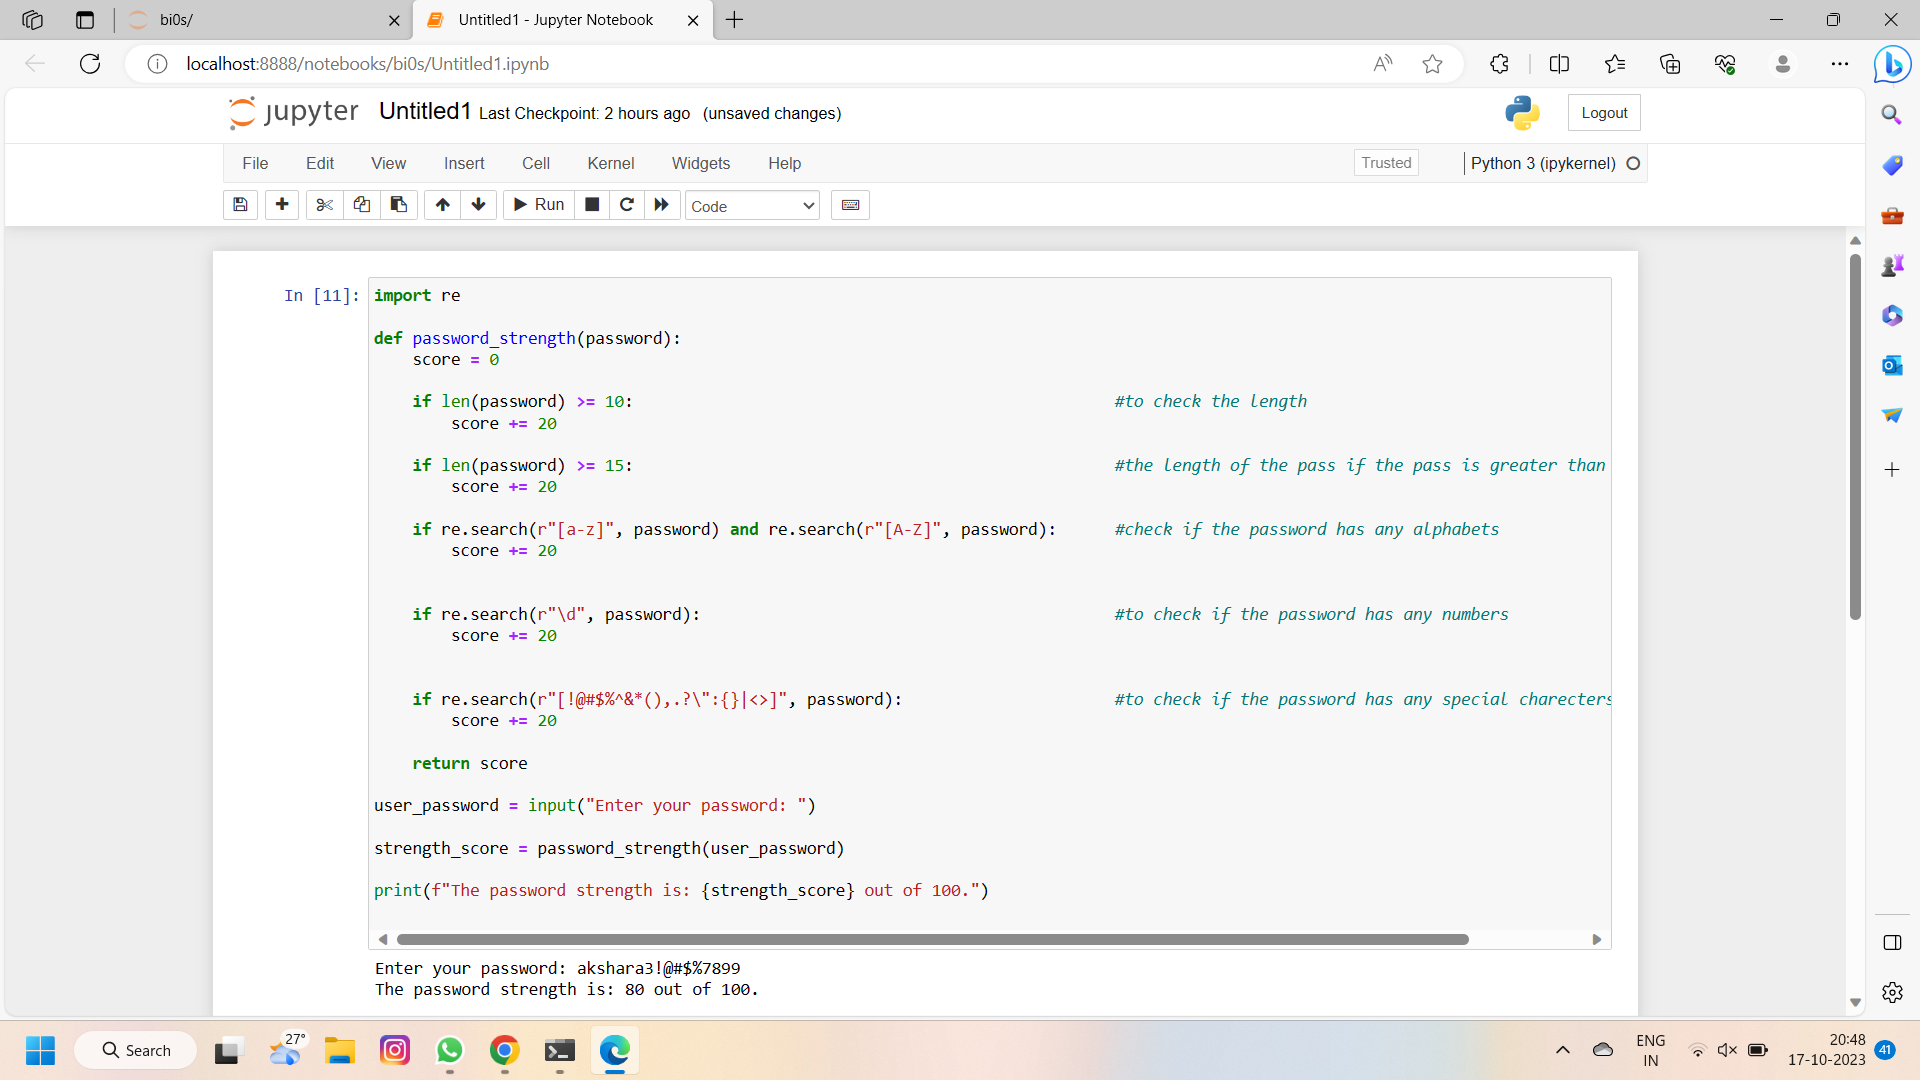 bi0s/
Untitled1 - Jupyter Notebook
localhost:8888/notebooks/bi0s/Untitled1.ipynb
jupyter Untitled1 Last Checkpoint: 2 hours ago (unsaved changes)
Logout
File Edit View Insert Cell Kernel Widgets Help
Trusted
Python 3 (ipykernel)
Run
Code
In [11]:
import re
def password_strength(password):
    score = 0
    if len(password) >= 10: #to check the length
        score += 20
    if len(password) >= 15: #the length of the pass if the pass is greater than
        score += 20
    if re.search(r"[a-z]", password) and re.search(r"[A-Z]", password): #check if the password has any alphabets
        score += 20
    if re.search(r"\d", password): #to check if the password has any numbers
        score += 20
    if re.search(r"[!@#$%^&*(),.?\":{}|<>]", password): #to check if the password has any special charecters
        score += 20
    return score
user_password = input("Enter your password: ")
strength_score = password_strength(user_password)
print(f"The password strength is: {strength_score} out of 100.")
Enter your password: akshara3!@#$%7899
The password strength is: 80 out of 100.
Search
27°
ENG
IN
20:48
17-10-2023
41